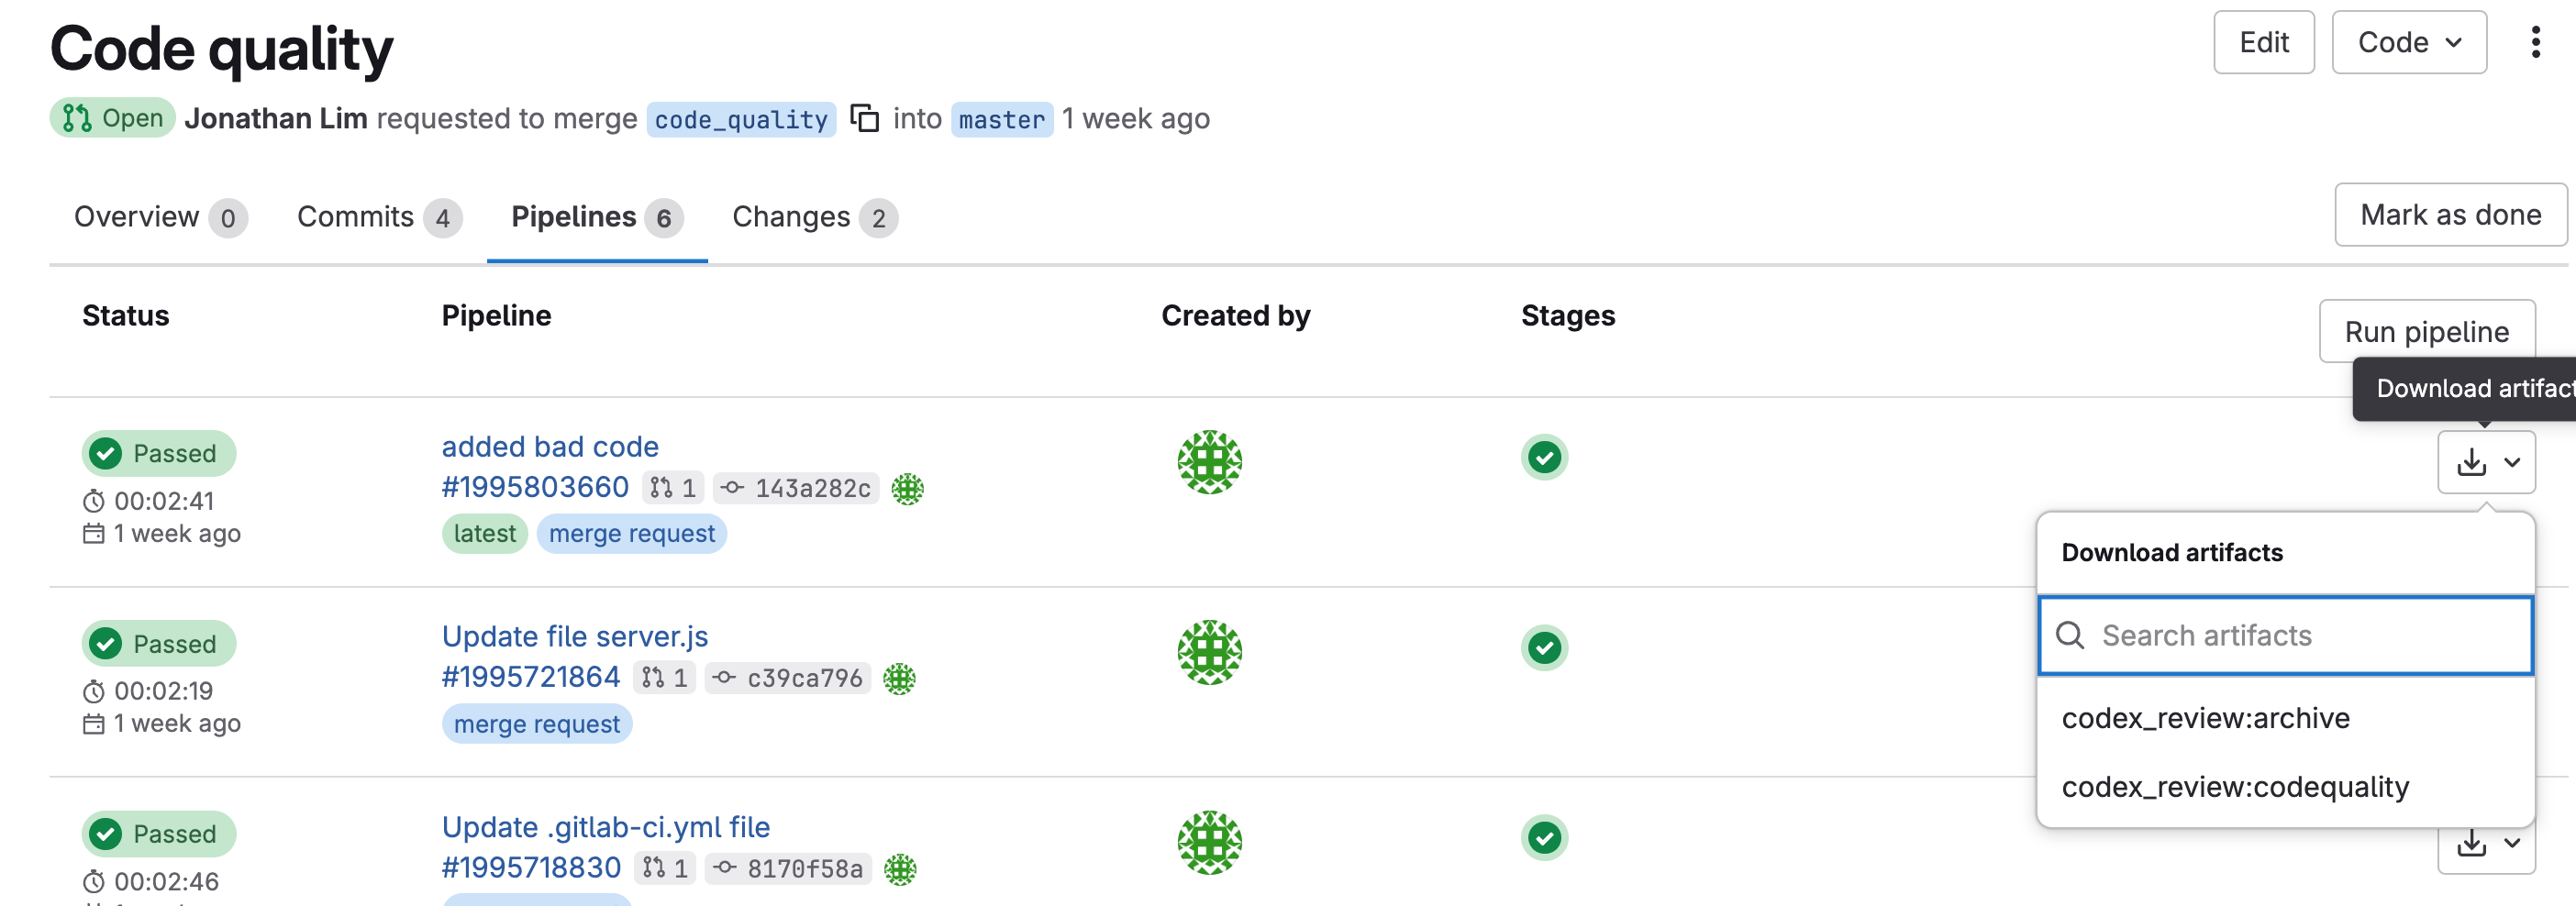 Code quality
Edit
Code
Open Jonathan Lim requested to merge code_quality into master 1 week ago
Overview 0 Commits 4 Pipelines 6 Changes 2
Mark as done
Status Pipeline Created by Stages
Run pipeline
Download artifact
Passed
00:02:41
1 week ago
added bad code
#1995803660 1 143a282c
latest merge request
Download artifacts
Search artifacts
codex_review:archive
codex_review:codequality
Passed
00:02:19
1 week ago
Update file server.js
#1995721864 1 c39ca796
merge request
Passed
00:02:46
Update .gitlab-ci.yml file
#1995718830 1 8170f58a